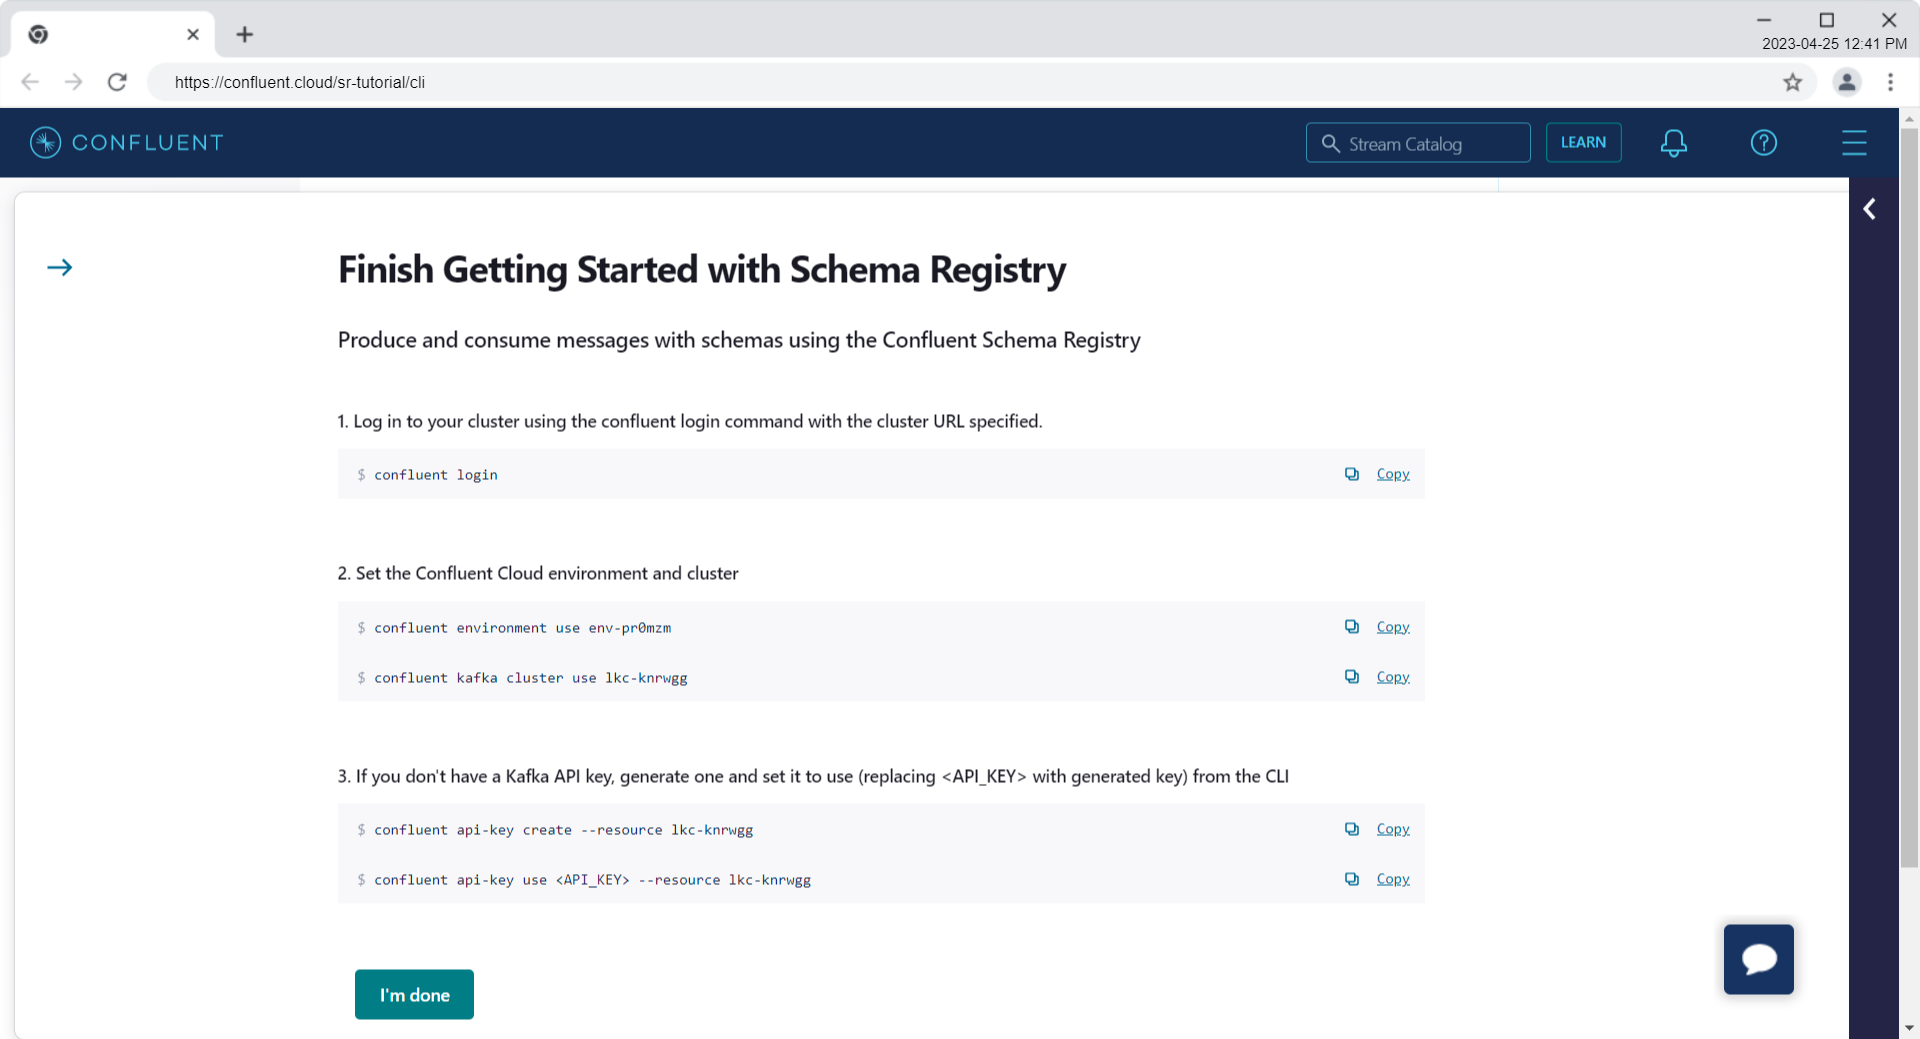 2023-04-25 12:41 PM
https://confluent.cloud/sr-tutorial/cli
CONFLUENT
Stream Catalog
LEARN
Finish Getting Started with Schema Registry
Produce and consume messages with schemas using the Confluent Schema Registry
1. Log in to your cluster using the confluent login command with the cluster URL specified.
$ confluent login
Copy
2. Set the Confluent Cloud environment and cluster
$ confluent environment use env-pr0mzm
Copy
$ confluent kafka cluster use lkc-knrwgg
Copy
3. If you don't have a Kafka API key, generate one and set it to use (replacing <API_KEY> with generated key) from the CLI
$ confluent api-key create --resource lkc-knrwgg
Copy
$ confluent api-key use <API_KEY> --resource lkc-knrwgg
Copy
I'm done